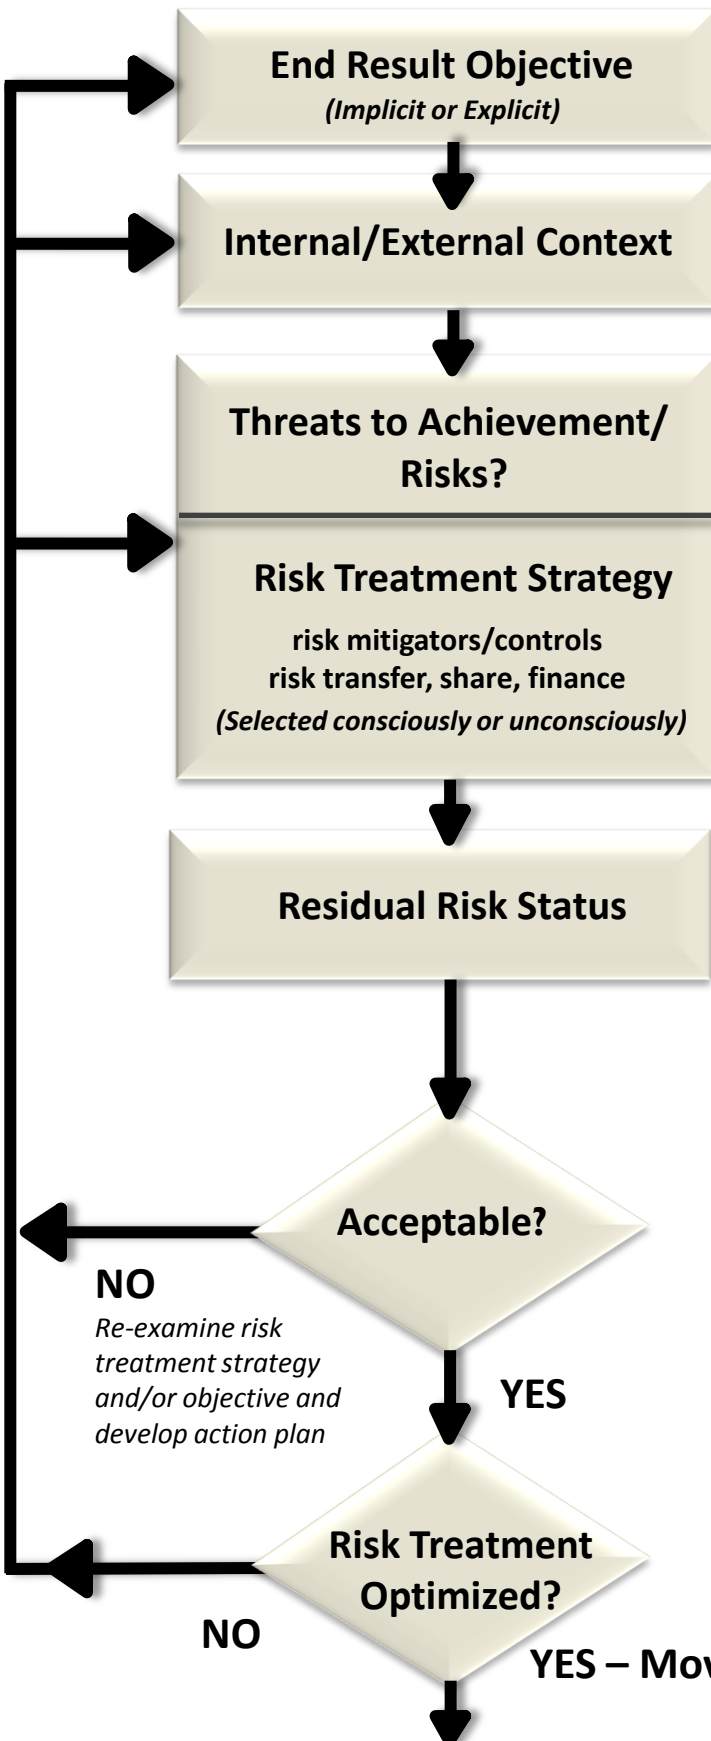 End Result Objective
(Implicit or Explicit)
Internal/External Context
Threats to Achievement/
Risks?
Risk Treatment Strategy
risk mitigators/controls
risk transfer, share, finance
(Selected consciously or unconsciously)
Residual Risk Status
Acceptable?
NO
Re-examine risk
treatment strategy
and/or objective and
develop action plan
YES
Risk Treatment
Optimized?
NO
YES –